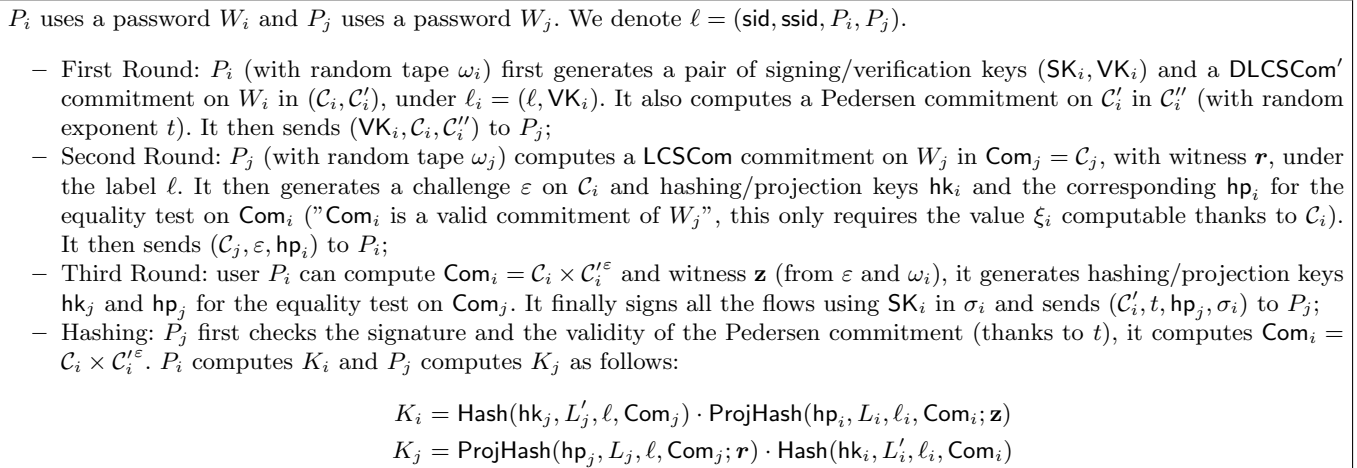 P_i uses a password W_i and P_j uses a password W_j. We denote ℓ = (sid, ssid, P_i, P_j).
– First Round: P_i (with random tape ω_i) first generates a pair of signing/verification keys (SK_i, VK_i) and a DLCSCom′
commitment on W_i in (C_i, C′_i), under ℓ_i = (ℓ, VK_i). It also computes a Pedersen commitment on C′_i in C″_i (with random
exponent t). It then sends (VK_i, C_i, C″_i) to P_j;
– Second Round: P_j (with random tape ω_j) computes a LCSCom commitment on W_j in Com_j = C_j, with witness r, under
the label ℓ. It then generates a challenge ε on C_i and hashing/projection keys hk_i and the corresponding hp_i for the
equality test on Com_i ("Com_i is a valid commitment of W_j", this only requires the value ξ_i computable thanks to C_i).
It then sends (C_j, ε, hp_i) to P_i;
– Third Round: user P_i can compute Com_i = C_i × C′_i^ε and witness z (from ε and ω_i), it generates hashing/projection keys
hk_j and hp_j for the equality test on Com_j. It finally signs all the flows using SK_i in σ_i and sends (C′_i, t, hp_j, σ_i) to P_j;
– Hashing: P_j first checks the signature and the validity of the Pedersen commitment (thanks to t), it computes Com_i =
C_i × C′_i^ε. P_i computes K_i and P_j computes K_j as follows:
K_i = Hash(hk_j, L′_j, ℓ, Com_j) · ProjHash(hp_i, L_i, ℓ_i, Com_i; z)
K_j = ProjHash(hp_j, L_j, ℓ, Com_j; r) · Hash(hk_i, L′_i, ℓ_i, Com_i)